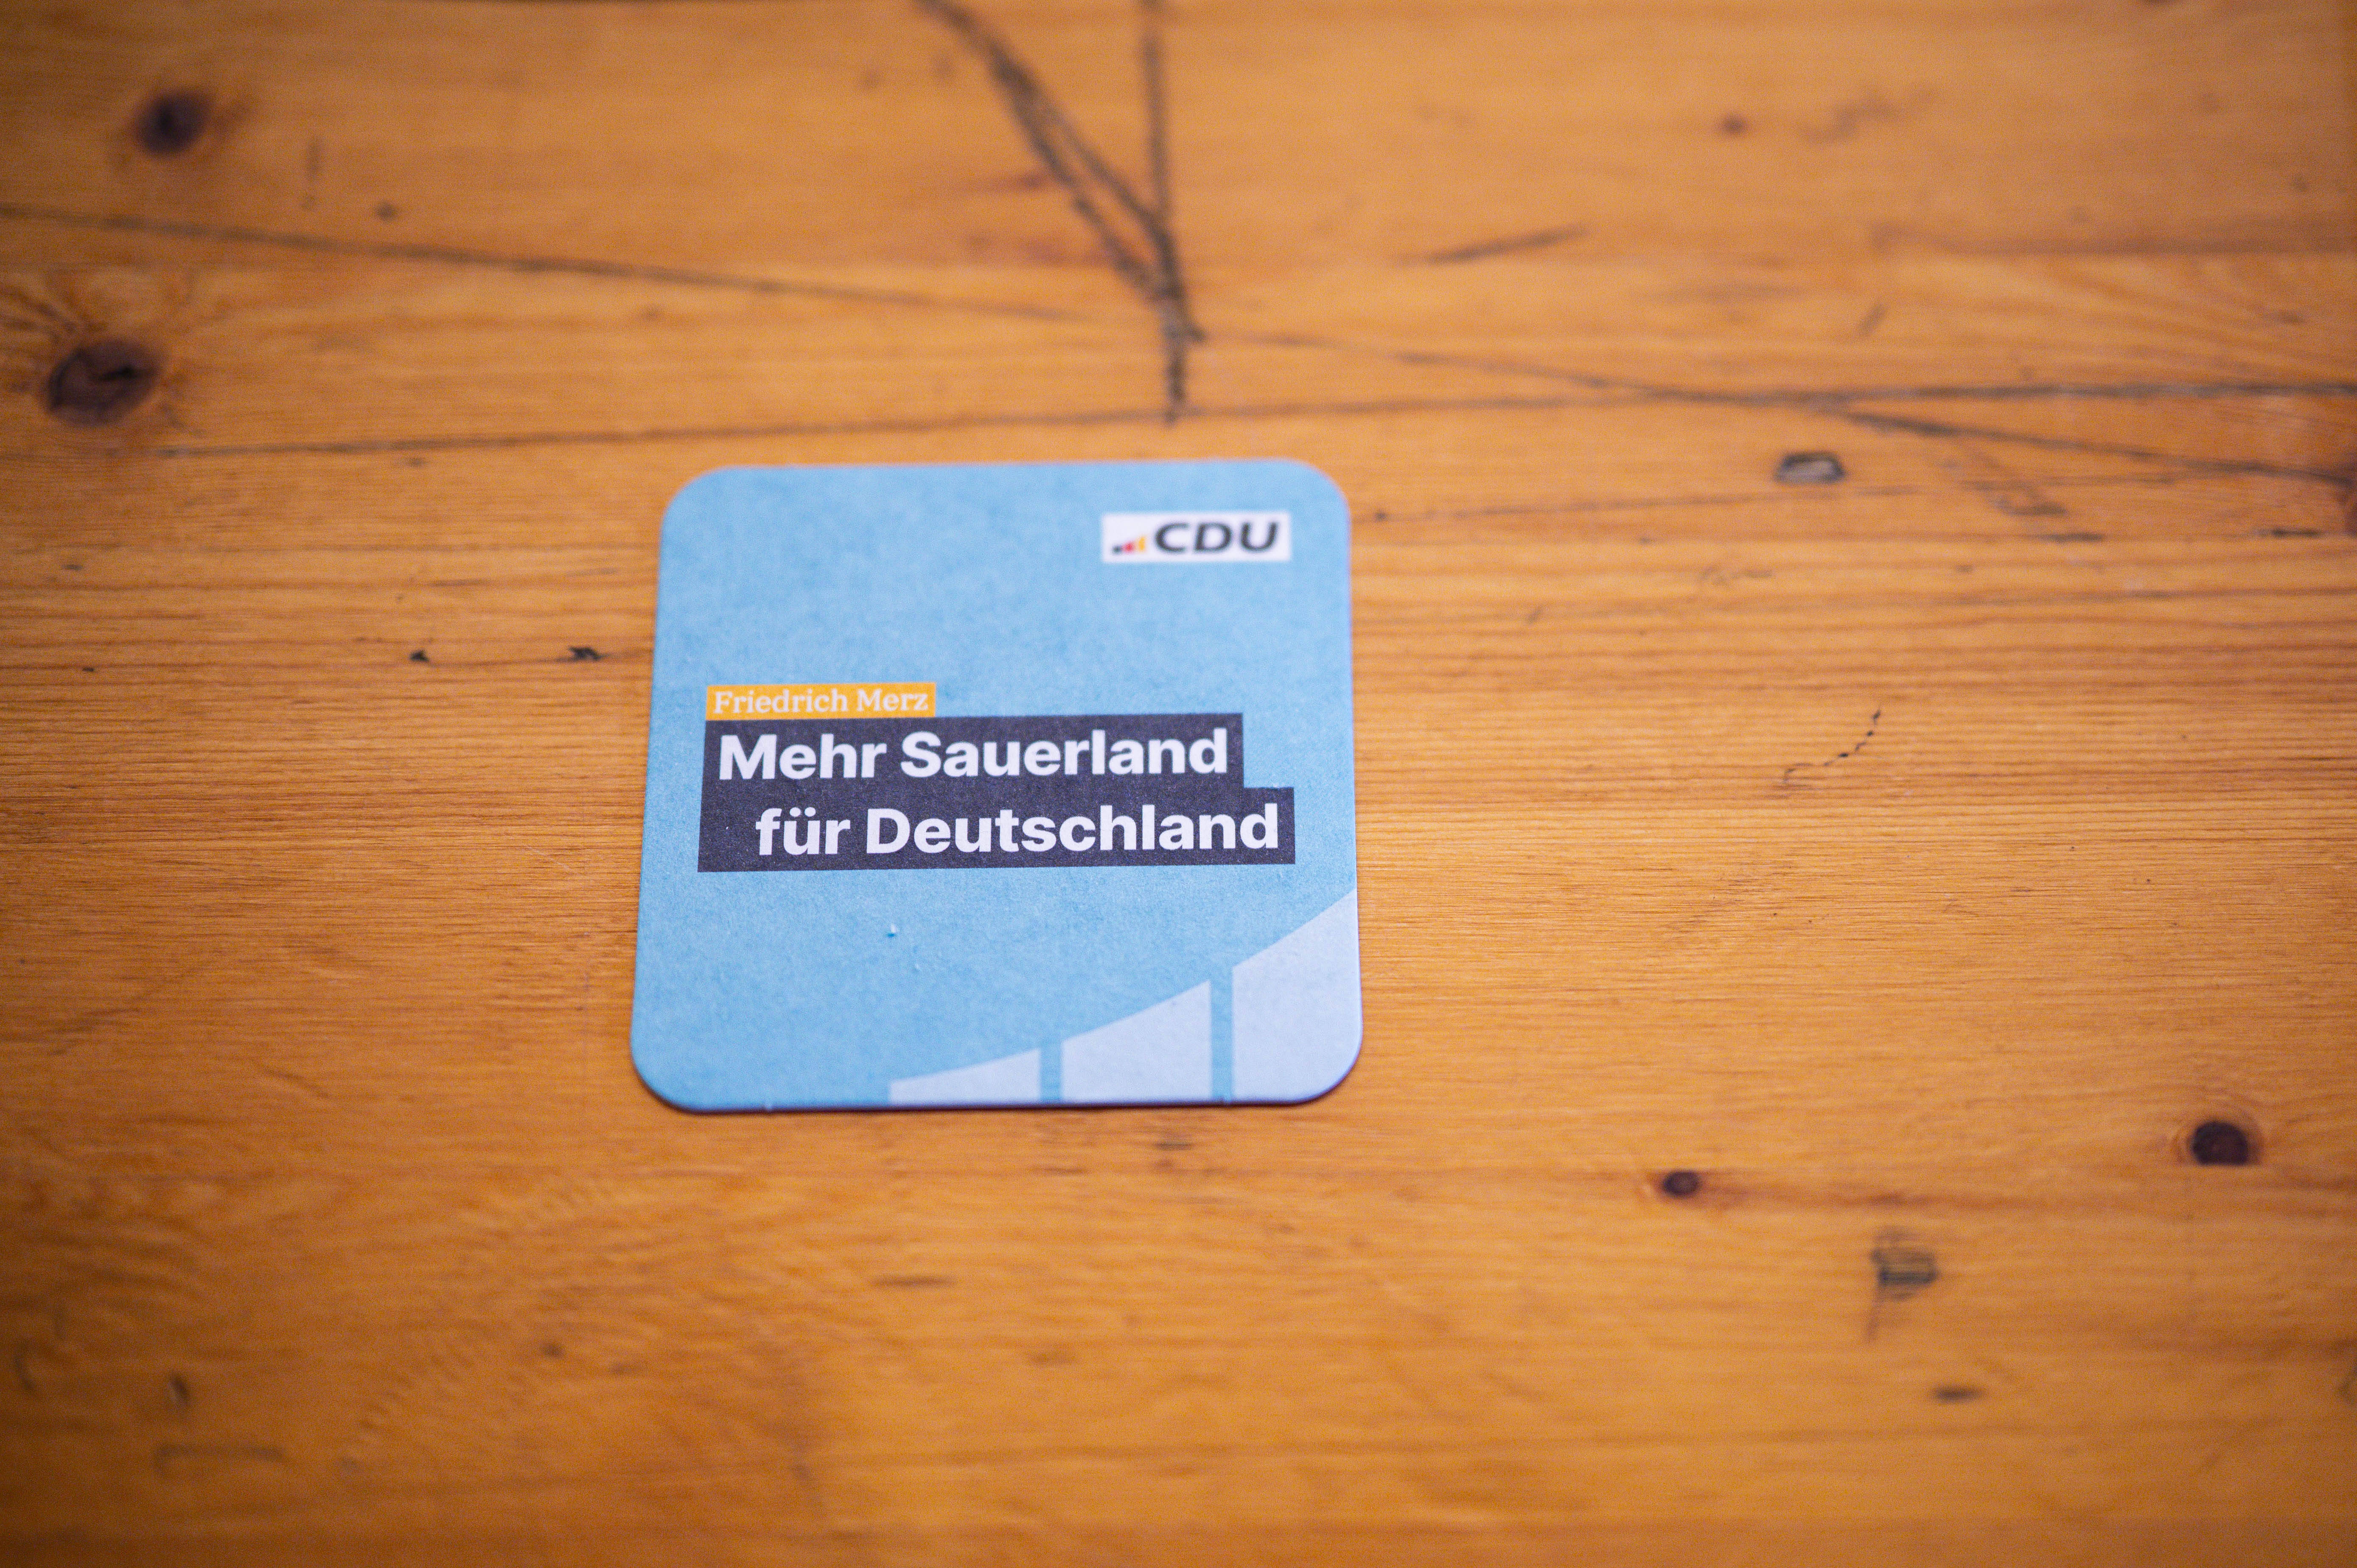 CDU
Friedrich Merz
Mehr Sauerland
für Deutschland